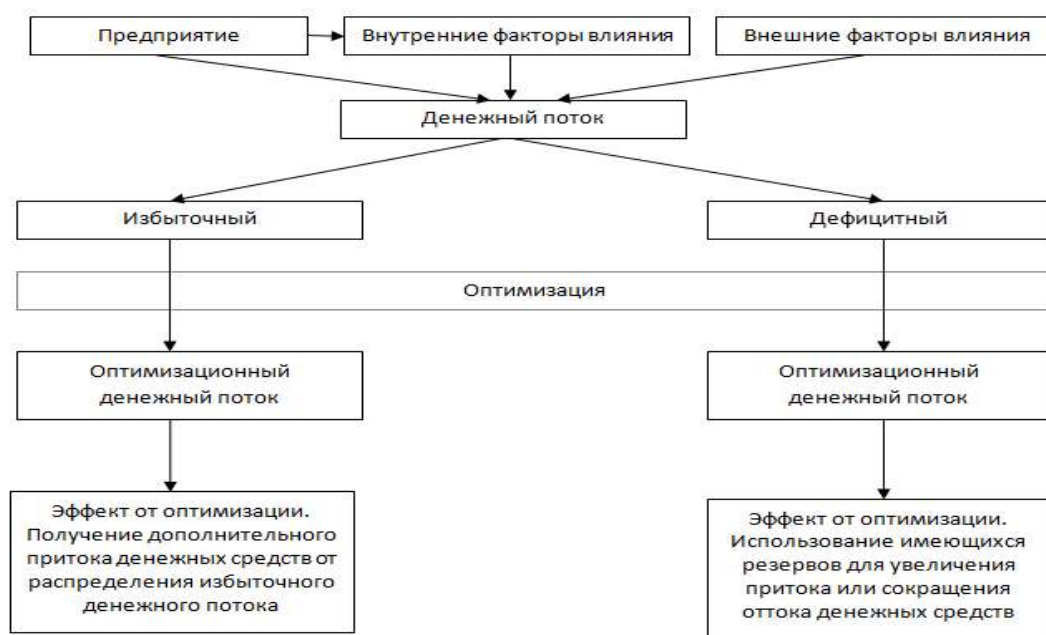 Предприятие
Внутренние факторы влияния
Внешние факторы влияния
Денежный поток
Избыточный
Дефицитный
Оптимизация
Оптимизационный
денежный поток
Оптимизационный
денежный поток
Эффект от оптимизации.
Получение дополнительного
притока денежных средств от
распределения избыточного
денежного потока
Эффект от оптимизации.
Использование имеющихся
резервов для увеличения
притока или сокращения
оттока денежных средств